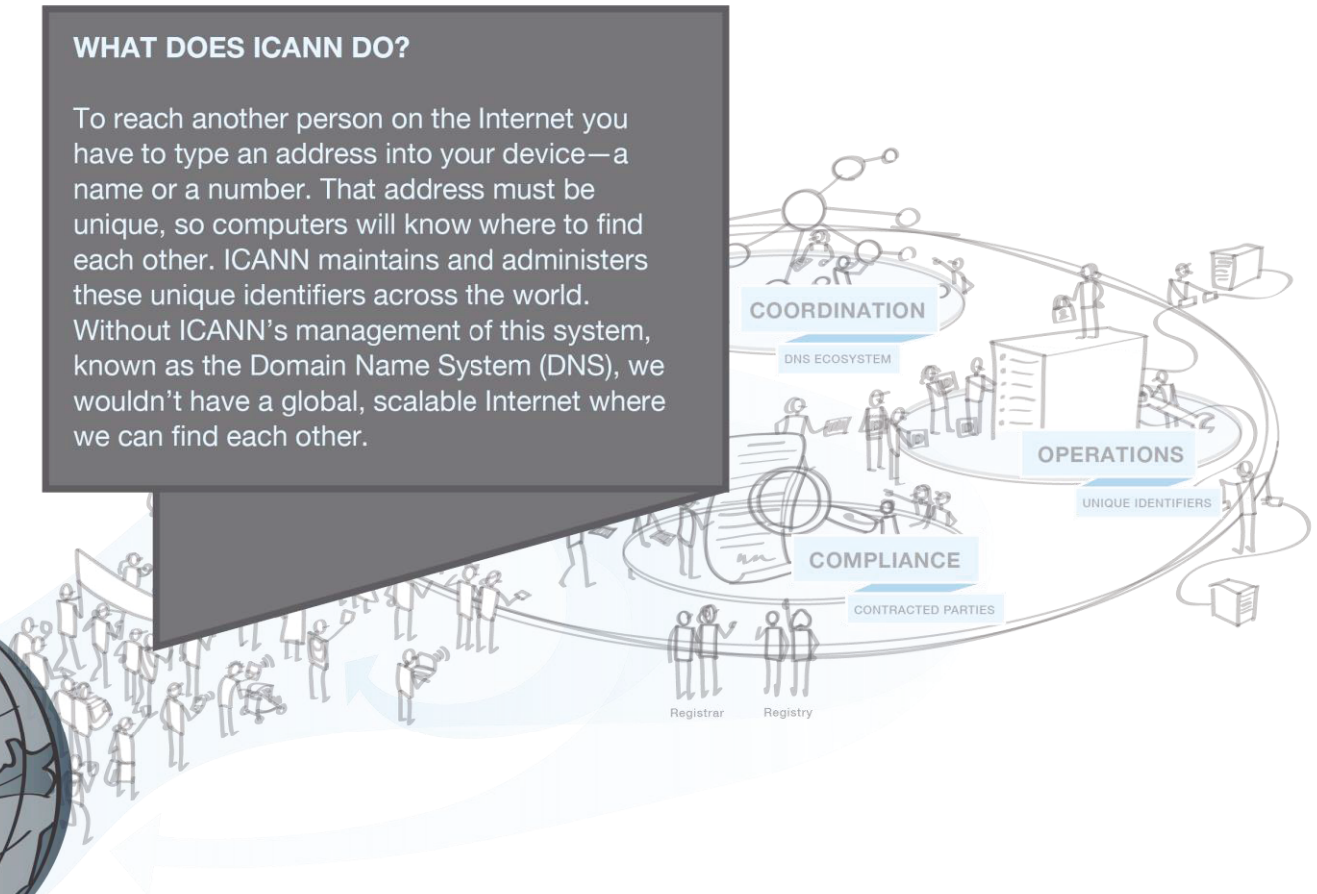 WHAT DOES ICANN DO?
To reach another person on the Internet you
have to type an address into your device—a
name or a number. That address must be
unique, so computers will know where to find
each other. ICANN maintains and administers
these unique identifiers across the world.
Without ICANN’s management of this system,
known as the Domain Name System (DNS), we
wouldn’t have a global, scalable Internet where
we can find each other.
COORDINATION
DNS ECOSYSTEM
OPERATIONS
UNIQUE IDENTIFIERS
COMPLIANCE
CONTRACTED PARTIES
Registrar
Registry